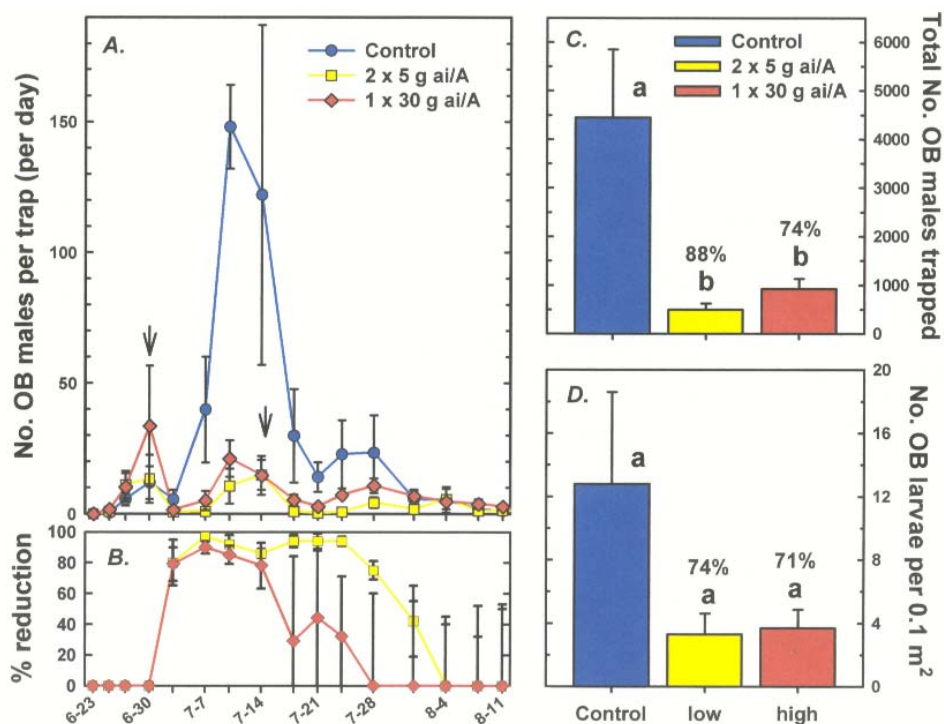 A.
Control
2 x 5 g ai/A
1 x 30 g ai/A
No. OB males per trap (per day)
150
100
50
0
B.
% reduction
100
80
60
40
20
0
6-23
6-30
7-7
7-14
7-21
7-28
8-4
8-11
C.
Control
2 x 5 g ai/A
1 x 30 g ai/A
a
88%
b
74%
b
6000
5000
4000
3000
2000
1000
0
Total No. OB males trapped
D.
a
74%
a
71%
a
20
16
12
8
4
0
No. OB larvae per 0.1 m²
Control
low
high